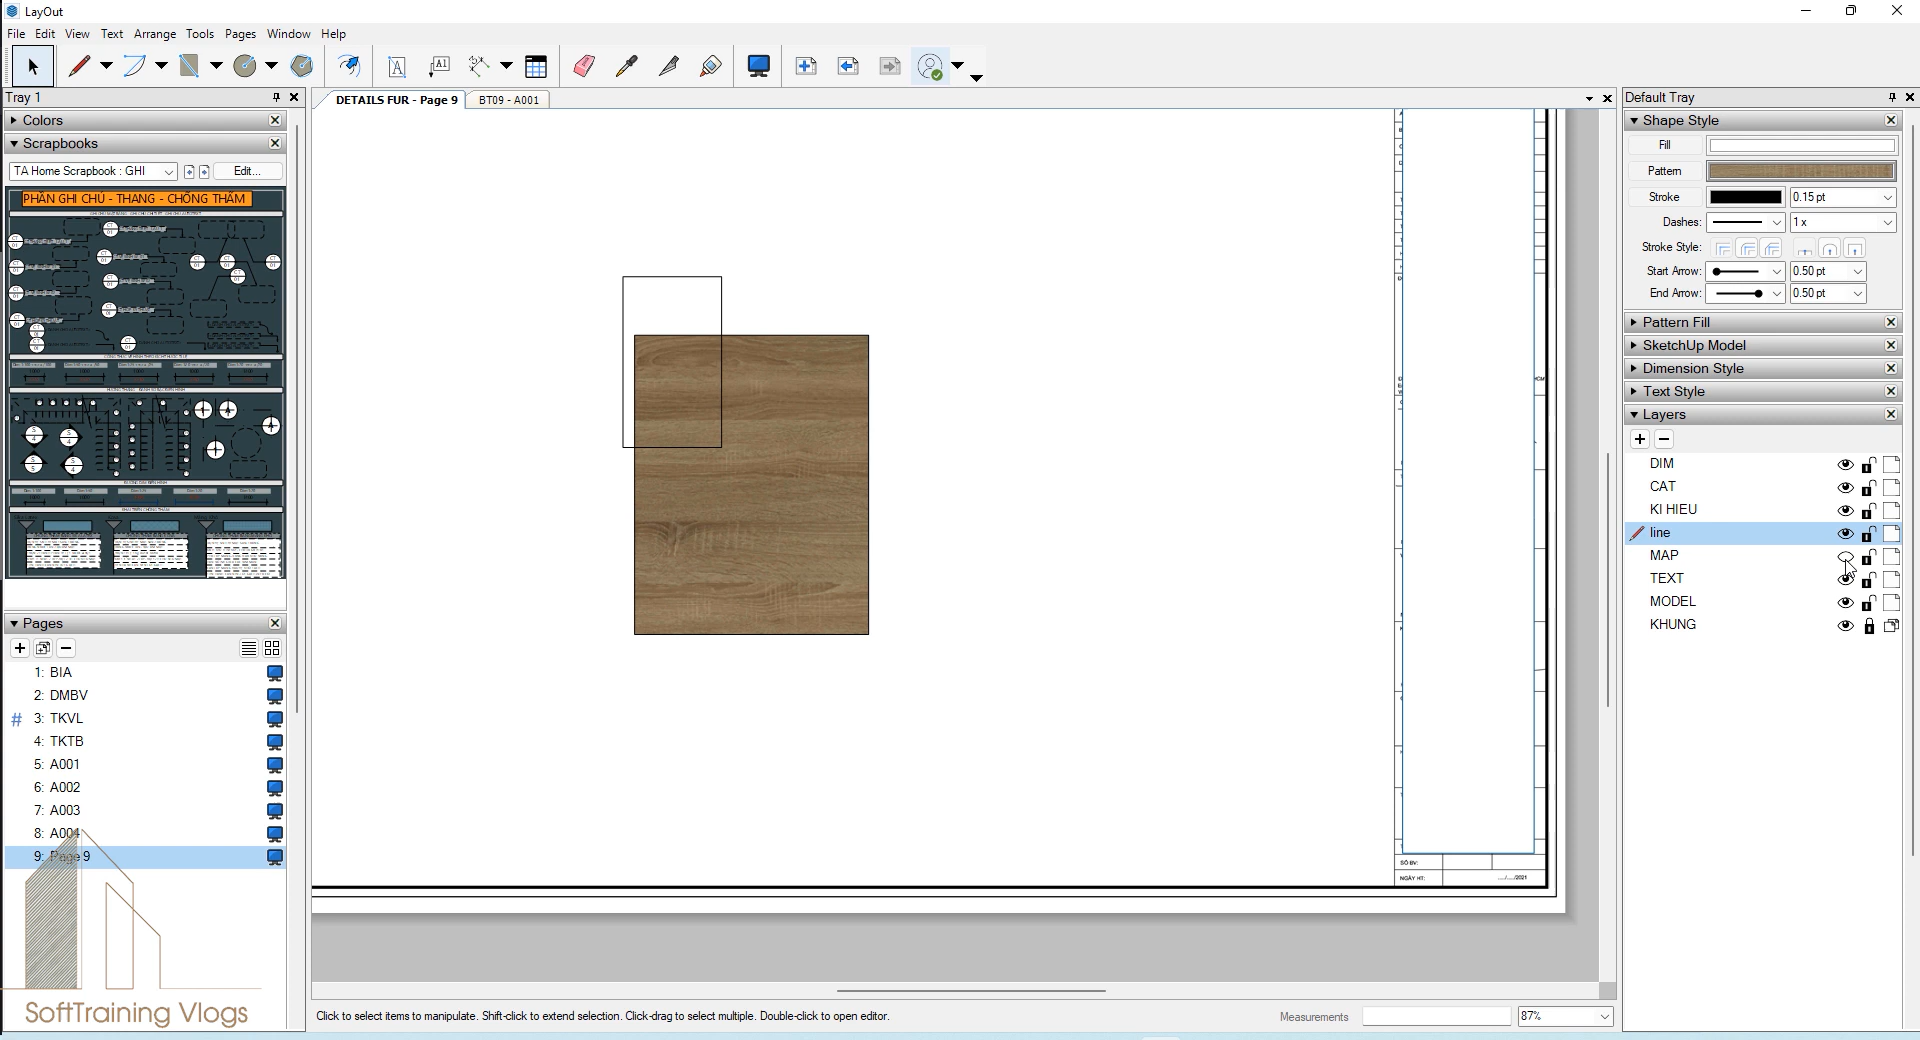 LayOut
File Edit View Text Arrange Tools Pages Window Help
Tray 1
DETAILS FUR - Page 9
BT09 - A001
Default Tray
Colors
Scrapbooks
TA Home Scrapbook : GHI
Edit...
PHẦN GHI CHÚ - THANG - CHỐNG THẤM
Pages
1: BIA
2: DMBV
# 3: TKVL
4: TKTB
5: A001
6: A002
7: A003
8: A004
9: Page 9
SoftTraining Vlogs
SỐ BV:
NGÀY HT:
..../..../2021
Click to select items to manipulate. Shift-click to extend selection. Click-drag to select multiple. Double-click to open editor.
Measurements
87%
Shape Style
Fill
Pattern
Stroke
0.15 pt
Dashes:
1 x
Stroke Style:
Start Arrow:
0.50 pt
End Arrow:
0.50 pt
Pattern Fill
SketchUp Model
Dimension Style
Text Style
Layers
DIM
CAT
KI HIEU
line
MAP
TEXT
MODEL
KHUNG